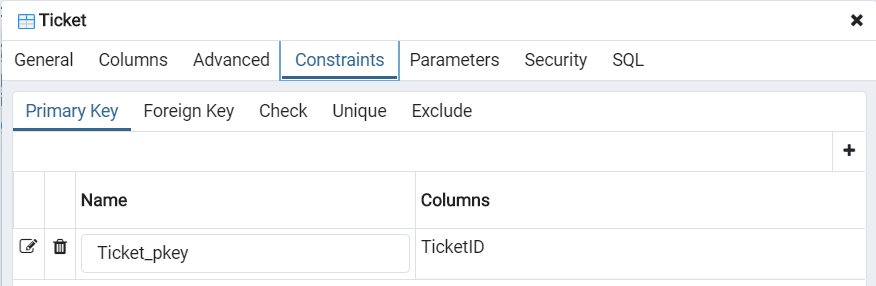 Ticket
General Columns Advanced Constraints Parameters Security SQL
Primary Key Foreign Key Check Unique Exclude
Name Columns
Ticket_pkey TicketID